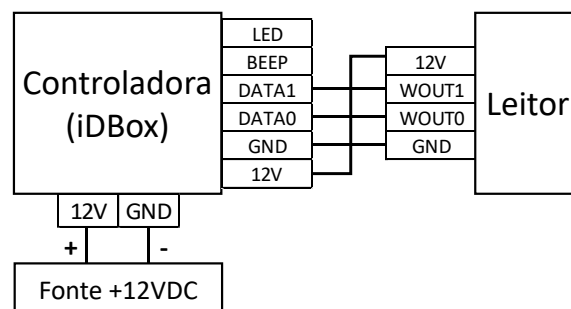 Controladora
(iDBox)
LED
BEEP
DATA1
DATA0
GND
12V
12V
WOUT1
WOUT0
GND
Leitor
12V
GND
+
-
Fonte +12VDC